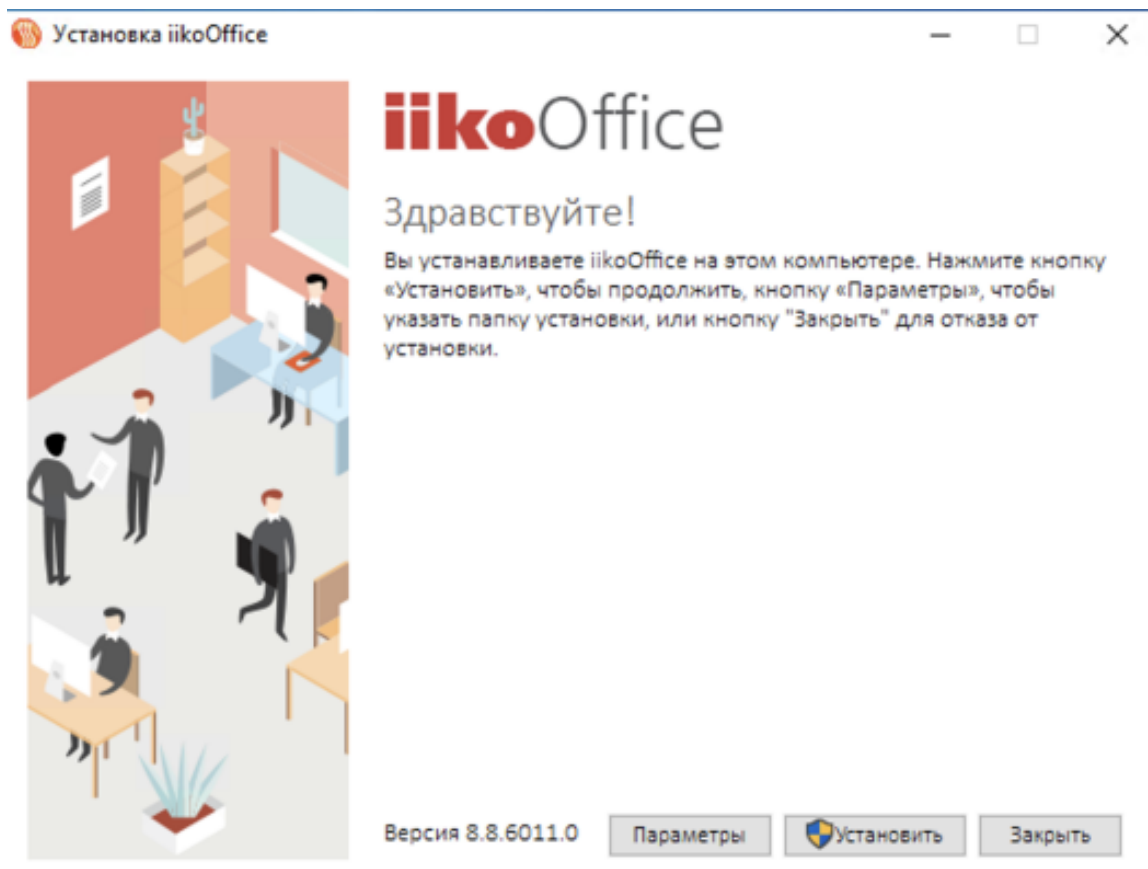 Установка iikoOffice
iikoOffice
Здравствуйте!
Вы устанавливаете iikoOffice на этом компьютере. Нажмите кнопку
«Установить», чтобы продолжить, кнопку «Параметры», чтобы
указать папку установки, или кнопку "Закрыть" для отказа от
установки.
Версия 8.8.6011.0 Параметры Установить Закрыть